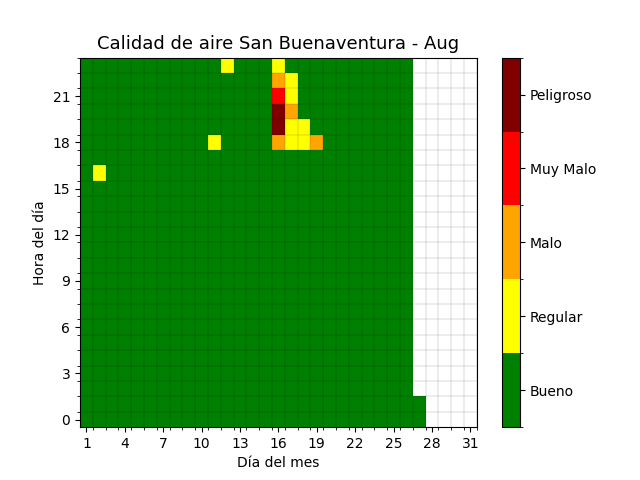 Calidad de aire San Buenaventura - Aug
Hora del día
21
18
15
12
9
6
3
0
1 4 7 10 13 16 19 22 25 28 31
Día del mes
Peligroso
Muy Malo
Malo
Regular
Bueno